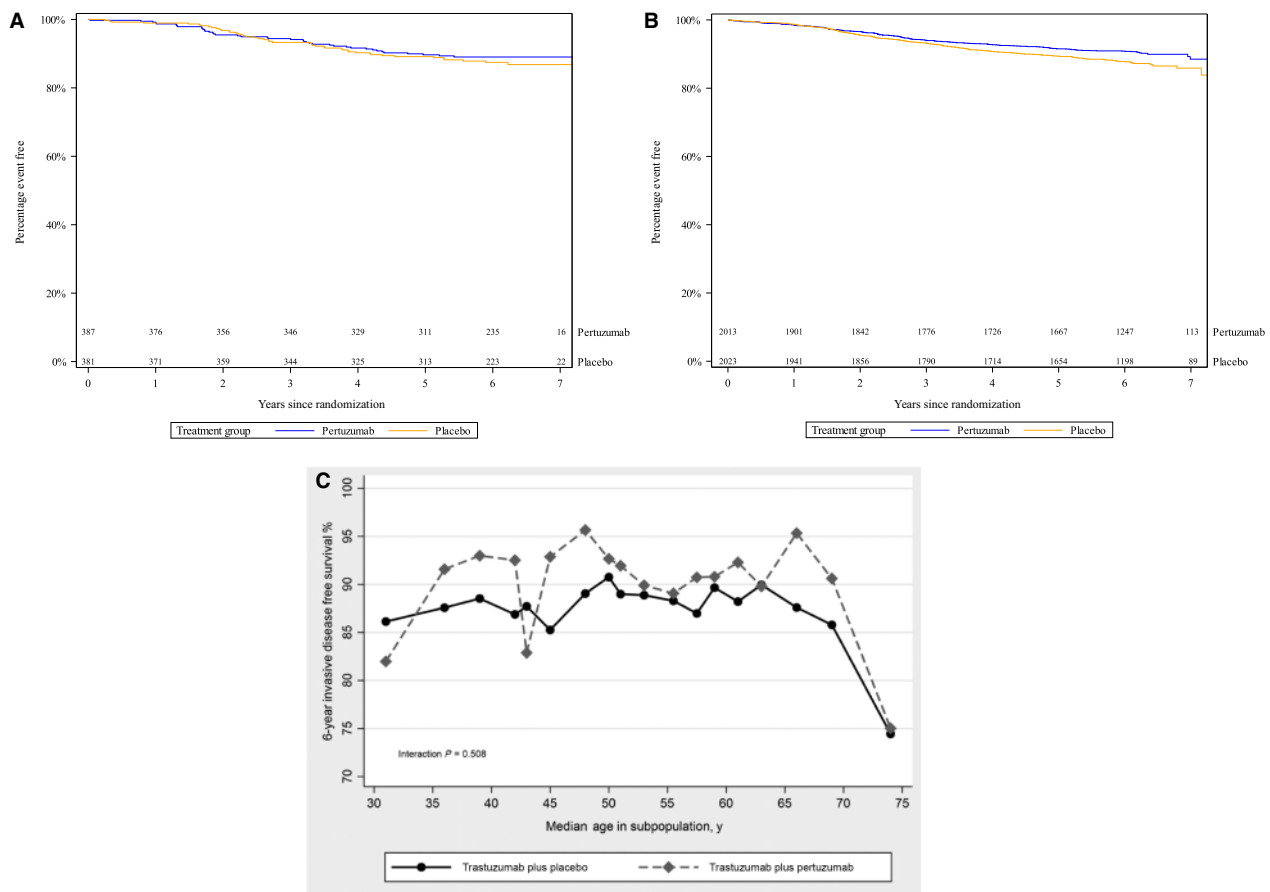 A
100%
80%
60%
40%
20%
0%
Percentage event free
387 376 356 346 329 311 235 16 Pertuzumab
381 371 359 344 325 313 223 22 Placebo
0 1 2 3 4 5 6 7
Years since randomization
Treatment group Pertuzumab Placebo
B
100%
80%
60%
40%
20%
0%
Percentage event free
2013 1901 1842 1776 1726 1667 1247 113 Pertuzumab
2023 1941 1856 1790 1714 1654 1198 89 Placebo
0 1 2 3 4 5 6 7
Years since randomization
Treatment group Pertuzumab Placebo
C
100
95
90
85
80
75
70
6-year invasive disease free survival %
Interaction P = 0.508
30 35 40 45 50 55 60 65 70 75
Median age in subpopulation, y
Trastuzumab plus placebo Trastuzumab plus pertuzumab